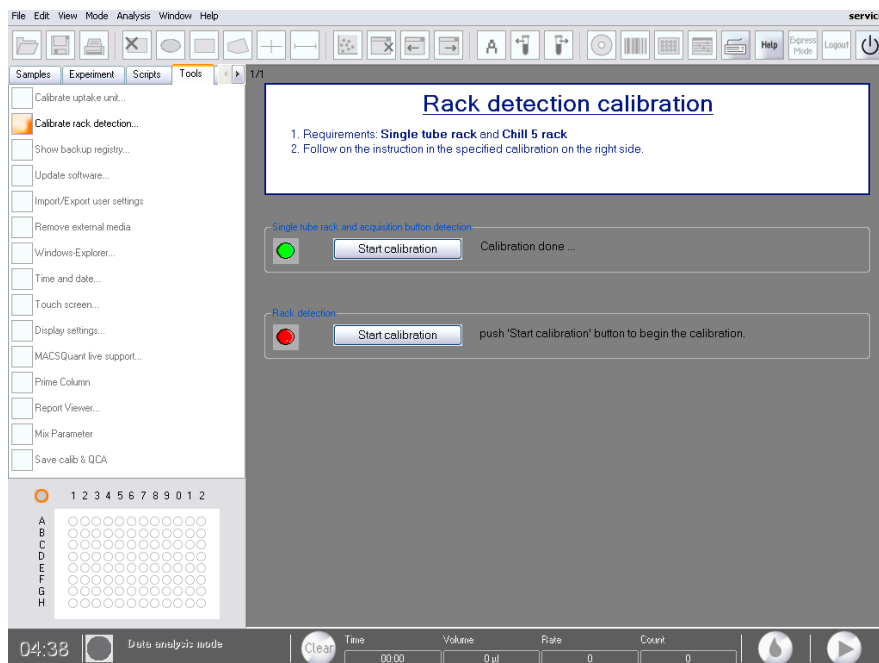 File Edit View Mode Analysis Window Help
servic
A
Help
Express Mode
Logout
Samples Experiment Scripts Tools
1/1
Calibrate uptake unit...
Calibrate rack detection...
Show backup registry...
Update software...
Import/Export user settings
Remove external media
Windows-Explorer...
Time and date...
Touch screen...
Display settings...
MACSQuant live support...
Prime Column
Report Viewer...
Mix Parameter
Save calib & QCA
Rack detection calibration
1. Requirements: Single tube rack and Chill 5 rack
2. Follow on the instruction in the specified calibration on the right side.
Single tube rack and acquisition button detection
Start calibration
Calibration done ...
Rack detection
Start calibration
push 'Start calibration' button to begin the calibration.
1 2 3 4 5 6 7 8 9 0 1 2
A
B
C
D
E
F
G
H
04:38
Data analysis mode
Clear
Time Volume Rate Count
00:00 0 µl 0 0